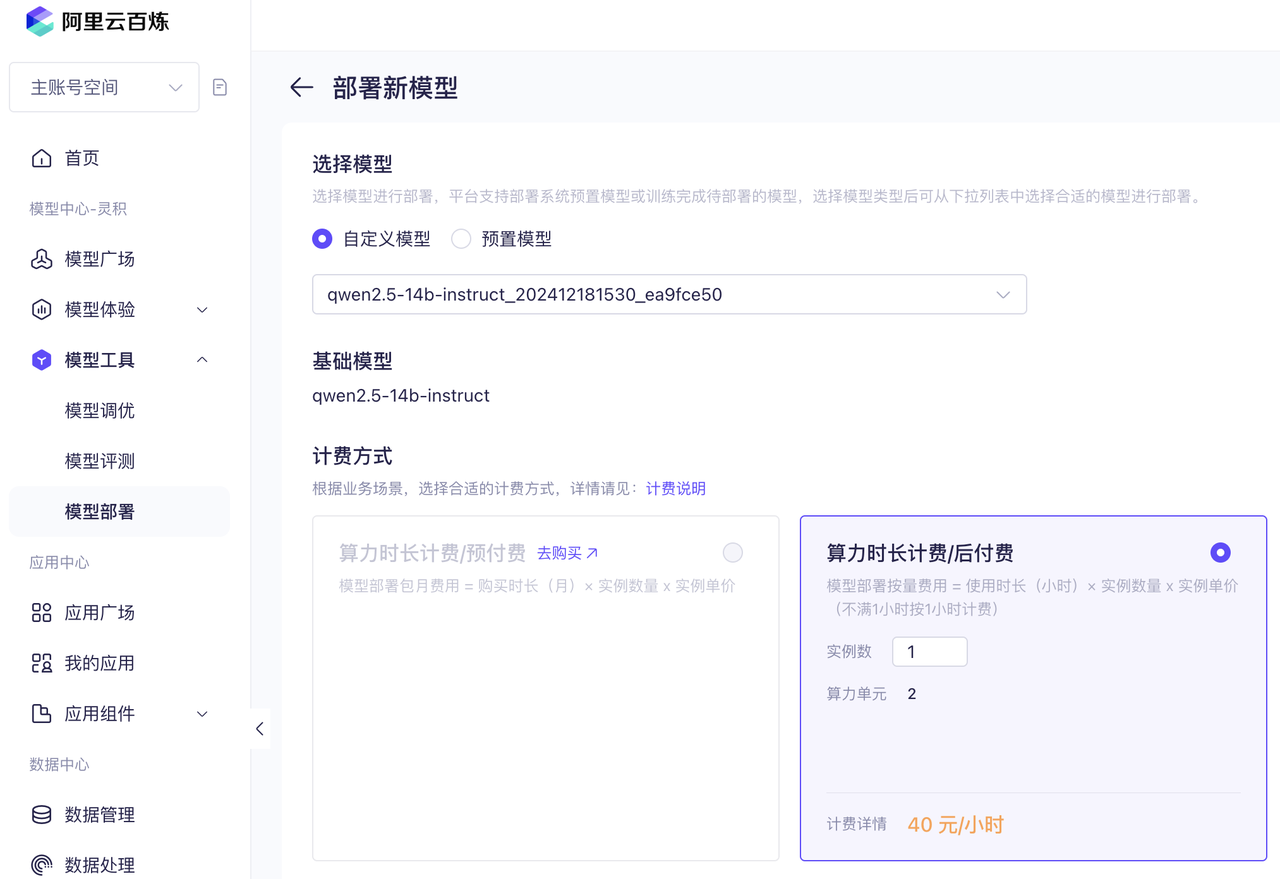 阿里云百炼
主账号空间
首页
模型中心-灵积
模型广场
模型体验
模型工具
模型调优
模型评测
模型部署
应用中心
应用广场
我的应用
应用组件
数据中心
数据管理
数据处理
部署新模型
选择模型
选择模型进行部署，平台支持部署系统预置模型或训练完成待部署的模型，选择模型类型后可从下拉列表中选择合适的模型进行部署。
自定义模型 预置模型
qwen2.5-14b-instruct_202412181530_ea9fce50
基础模型
qwen2.5-14b-instruct
计费方式
根据业务场景，选择合适的计费方式，详情请见：计费说明
算力时长计费/预付费 去购买
模型部署包月费用 = 购买时长（月）× 实例数量 x 实例单价
算力时长计费/后付费
模型部署按量费用 = 使用时长（小时）× 实例数量 x 实例单价
（不满1小时按1小时计费）
实例数 1
算力单元 2
计费详情 40 元/小时